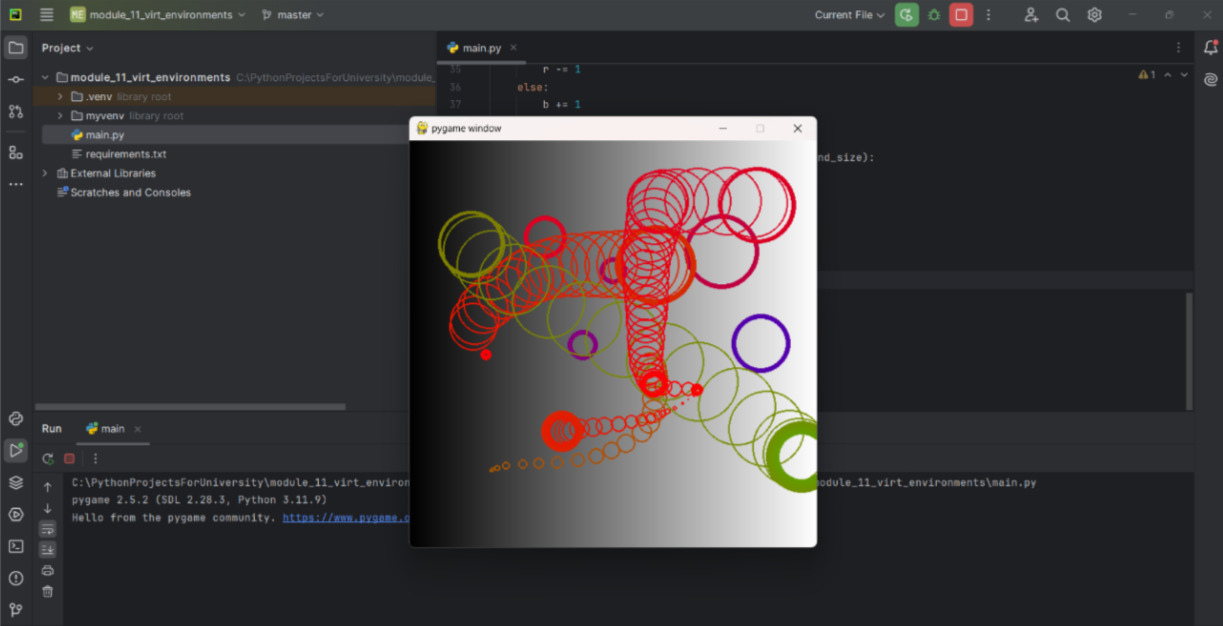 ME module_11_virt_environments master Current File
Project main.py
module_11_virt_environments C:\PythonProjectsForUniversity\module_
.venv library root
myvenv library root
main.py
requirements.txt
External Libraries
Scratches and Consoles
35 r -= 1
36 else:
37 b += 1
1
nd_size):
pygame window
Run main
C:\PythonProjectsForUniversity\module_11_virt_environ odule_11_virt_environments\main.py
pygame 2.5.2 (SDL 2.28.3, Python 3.11.9)
Hello from the pygame community. https://www.pygame.o